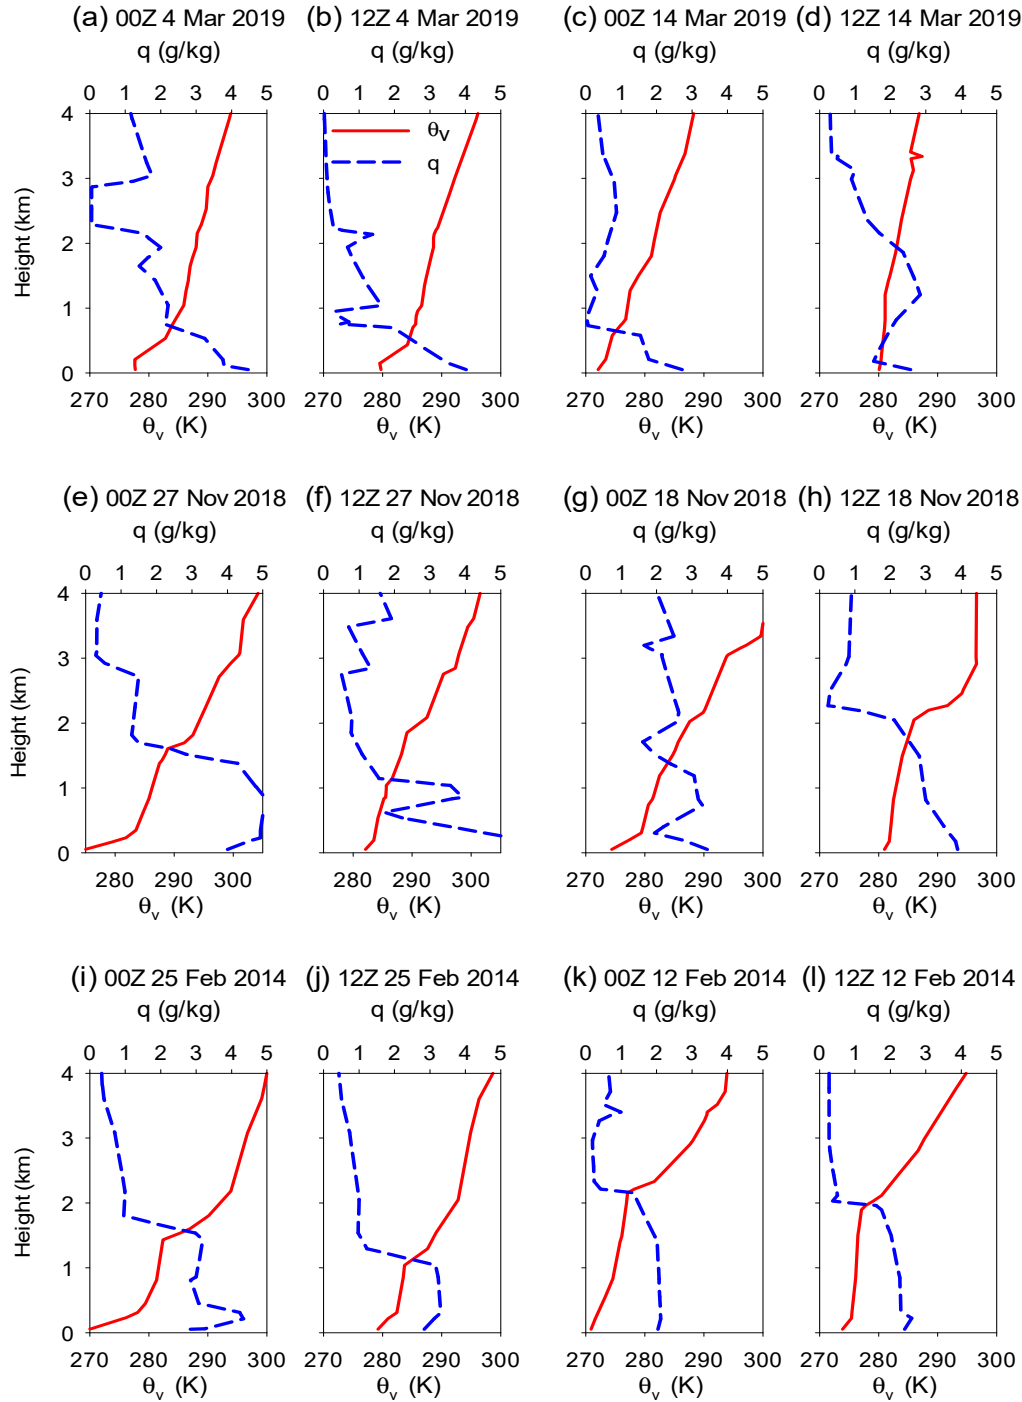 (a) 00Z 4 Mar 2019 (b) 12Z 4 Mar 2019 (c) 00Z 14 Mar 2019 (d) 12Z 14 Mar 2019
q (g/kg) q (g/kg) q (g/kg) q (g/kg)
0 1 2 3 4 5 0 1 2 3 4 5 0 1 2 3 4 5 0 1 2 3 4 5
4
θv
q
3
Height (km)
2
1
0
270 280 290 300 270 280 290 300 270 280 290 300 270 280 290 300
θv (K) θv (K) θv (K) θv (K)
(e) 00Z 27 Nov 2018 (f) 12Z 27 Nov 2018 (g) 00Z 18 Nov 2018 (h) 12Z 18 Nov 2018
q (g/kg) q (g/kg) q (g/kg) q (g/kg)
0 1 2 3 4 5 0 1 2 3 4 5 0 1 2 3 4 5 0 1 2 3 4 5
4
3
Height (km)
2
1
0
280 290 300 280 290 300 270 280 290 300 270 280 290 300
θv (K) θv (K) θv (K) θv (K)
(i) 00Z 25 Feb 2014 (j) 12Z 25 Feb 2014 (k) 00Z 12 Feb 2014 (l) 12Z 12 Feb 2014
q (g/kg) q (g/kg) q (g/kg) q (g/kg)
0 1 2 3 4 5 0 1 2 3 4 5 0 1 2 3 4 5 0 1 2 3 4 5
4
3
Height (km)
2
1
0
270 280 290 300 270 280 290 300 270 280 290 300 270 280 290 300
θv (K) θv (K) θv (K) θv (K)